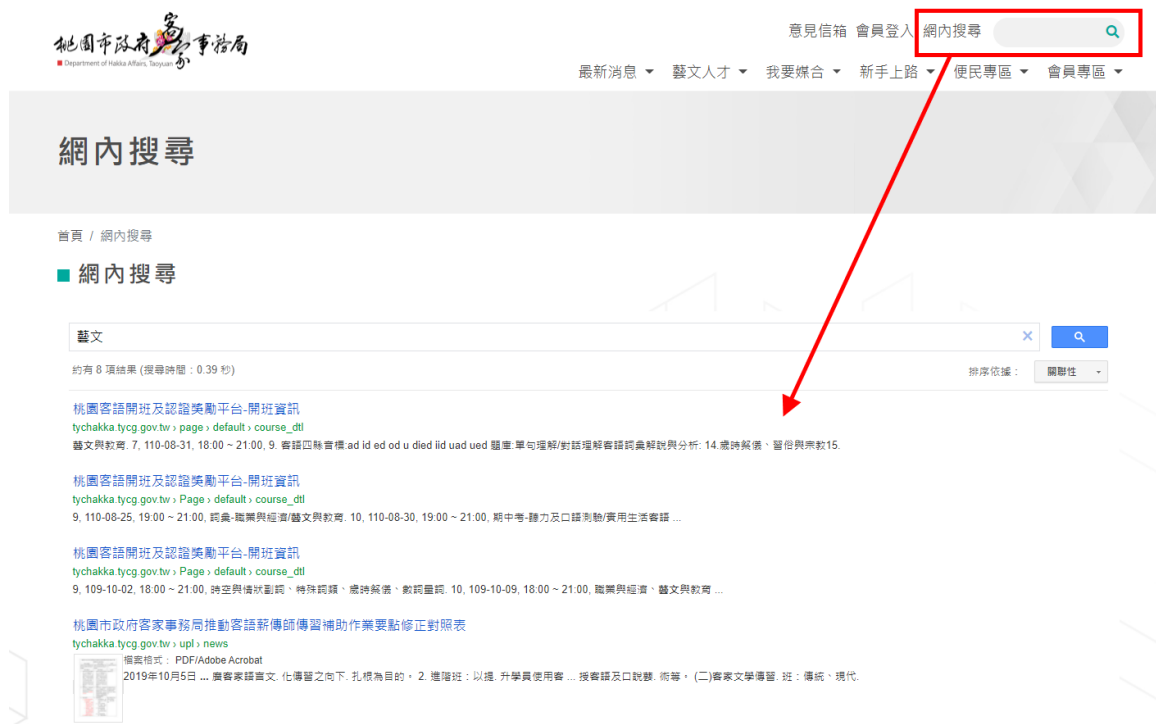 桃園市政府客家事務局
Department of Hakka Affairs, Taoyuan
意見信箱 會員登入 網內搜尋
最新消息 藝文人才 我要媒合 新手上路 便民專區 會員專區
網內搜尋
首頁 / 網內搜尋
網內搜尋
藝文
約有 8 項結果 (搜尋時間：0.39 秒)
排序依據： 關聯性
桃園客語開班及認證獎勵平台-開班資訊
tychakka.tycg.gov.tw › page › default › course_dtl
藝文與教育. 7, 110-08-31, 18:00 ~ 21:00, 9. 客語四縣音標:ad id ed od u died iid uad ued 題庫:單句理解/對話理解客語詞彙解說與分析: 14.歲時祭儀、習俗與宗教15.
桃園客語開班及認證獎勵平台-開班資訊
tychakka.tycg.gov.tw › Page › default › course_dtl
9, 110-08-25, 19:00 ~ 21:00, 詞彙-職業與經濟/藝文與教育. 10, 110-08-30, 19:00 ~ 21:00, 期中考-聽力及口語測驗/實用生活客語 ...
桃園客語開班及認證獎勵平台-開班資訊
tychakka.tycg.gov.tw › Page › default › course_dtl
9, 109-10-02, 18:00 ~ 21:00, 時空與情狀副詞、特殊詞類、歲時祭儀、數詞量詞. 10, 109-10-09, 18:00 ~ 21:00, 職業與經濟、藝文與教育 ...
桃園市政府客家事務局推動客語薪傳師傳習補助作業要點修正對照表
tychakka.tycg.gov.tw › upl › news
檔案格式： PDF/Adobe Acrobat
2019年10月5日 ... 廣客家語言文. 化傳習之向下. 扎根為目的。 2. 進階班：以提. 升學員使用客 ... 授客語及口說藝. 術等。 (二)客家文學傳習. 班：傳統、現代.